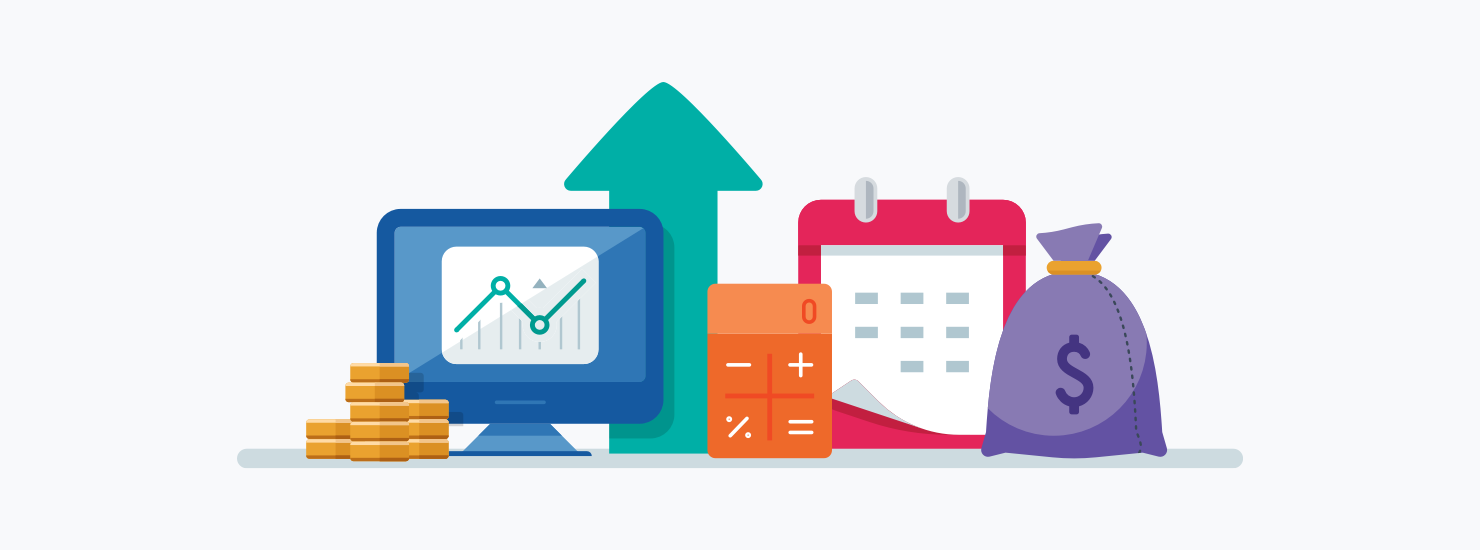 0
− +
% =
$